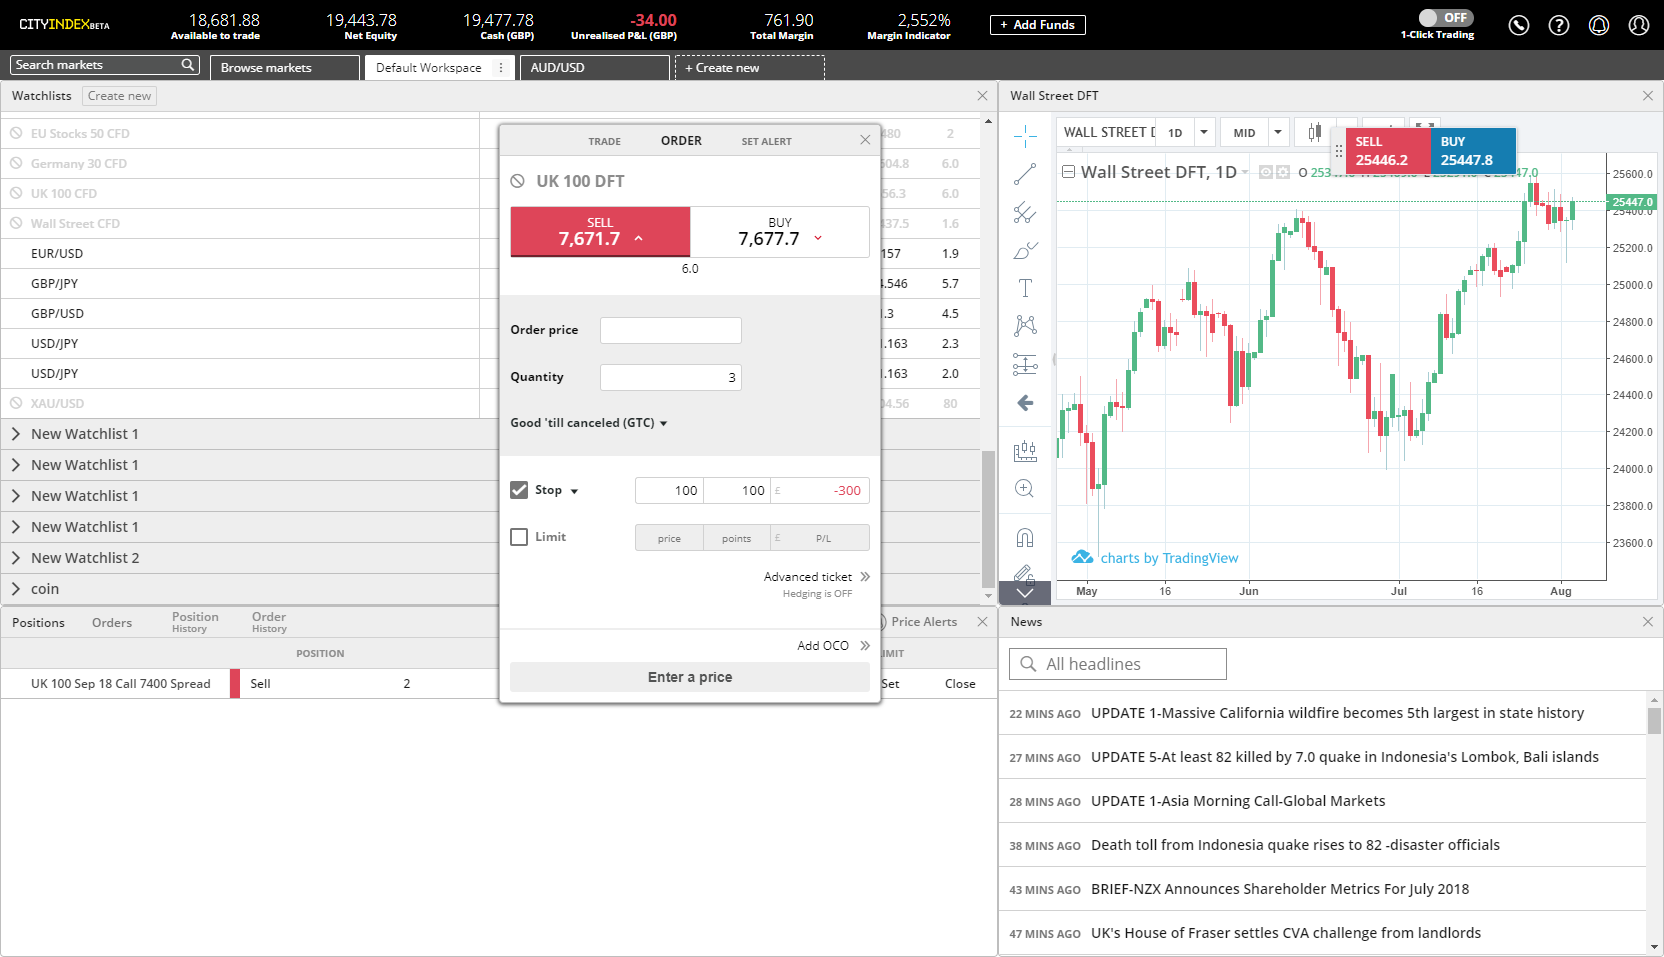 CITYINDEX BETA
18,681.88
Available to trade
19,443.78
Net Equity
19,477.78
Cash (GBP)
-34.00
Unrealised P&L (GBP)
761.90
Total Margin
2,552%
Margin Indicator
+ Add Funds
OFF
1-Click Trading
Search markets
Browse markets
Default Workspace
AUD/USD
+ Create new
Watchlists
Create new
EU Stocks 50 CFD
480
2
Germany 30 CFD
504.8
6.0
UK 100 CFD
56.3
6.0
Wall Street CFD
437.5
1.6
EUR/USD
157
1.9
GBP/JPY
4.546
5.7
GBP/USD
1.3
4.5
USD/JPY
1.163
2.3
USD/JPY
1.163
2.0
XAU/USD
04.56
80
New Watchlist 1
New Watchlist 1
New Watchlist 1
New Watchlist 1
New Watchlist 2
coin
TRADE
ORDER
SET ALERT
UK 100 DFT
SELL
7,671.7
BUY
7,677.7
6.0
Order price
Quantity
3
Good 'till canceled (GTC)
Stop
100
100
£
-300
Limit
price
points
£
P/L
Advanced ticket
Hedging is OFF
Add OCO
Enter a price
Positions
Orders
Position History
Order History
Price Alerts
POSITION
IMIT
UK 100 Sep 18 Call 7400 Spread
Sell
2
Set
Close
Wall Street DFT
WALL STREET D
1D
MID
SELL
25446.2
BUY
25447.8
Wall Street DFT, 1D
O
25600.0
25447.0
25400.0
25200.0
25000.0
24800.0
24600.0
24400.0
24200.0
24000.0
23800.0
23600.0
charts by TradingView
May
16
Jun
Jul
16
Aug
News
All headlines
22 MINS AGO UPDATE 1-Massive California wildfire becomes 5th largest in state history
27 MINS AGO UPDATE 5-At least 82 killed by 7.0 quake in Indonesia's Lombok, Bali islands
28 MINS AGO UPDATE 1-Asia Morning Call-Global Markets
38 MINS AGO Death toll from Indonesia quake rises to 82 -disaster officials
43 MINS AGO BRIEF-NZX Announces Shareholder Metrics For July 2018
47 MINS AGO UK's House of Fraser settles CVA challenge from landlords